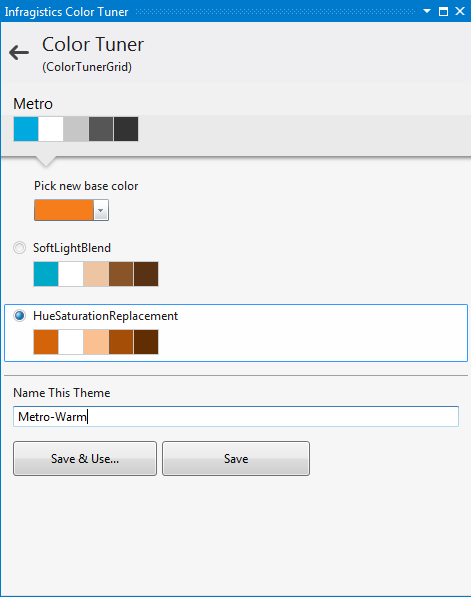 Infragistics Color Tuner
Color Tuner
(ColorTunerGrid)
Metro
Pick new base color
SoftLightBlend
HueSaturationReplacement
Name This Theme
Metro-Warm
Save & Use... Save